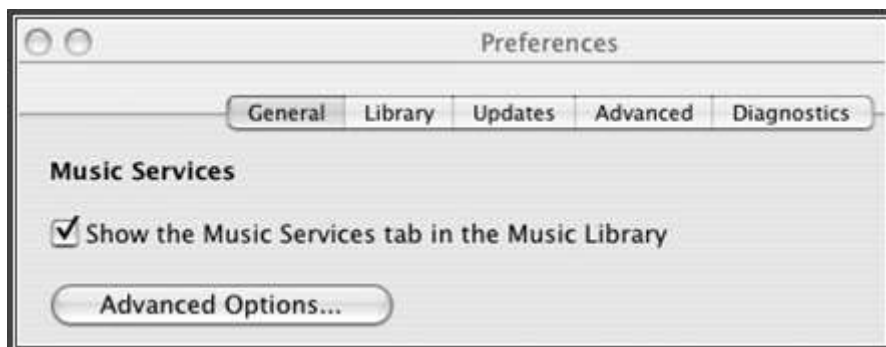 Preferences
General Library Updates Advanced Diagnostics
Music Services
Show the Music Services tab in the Music Library
Advanced Options...